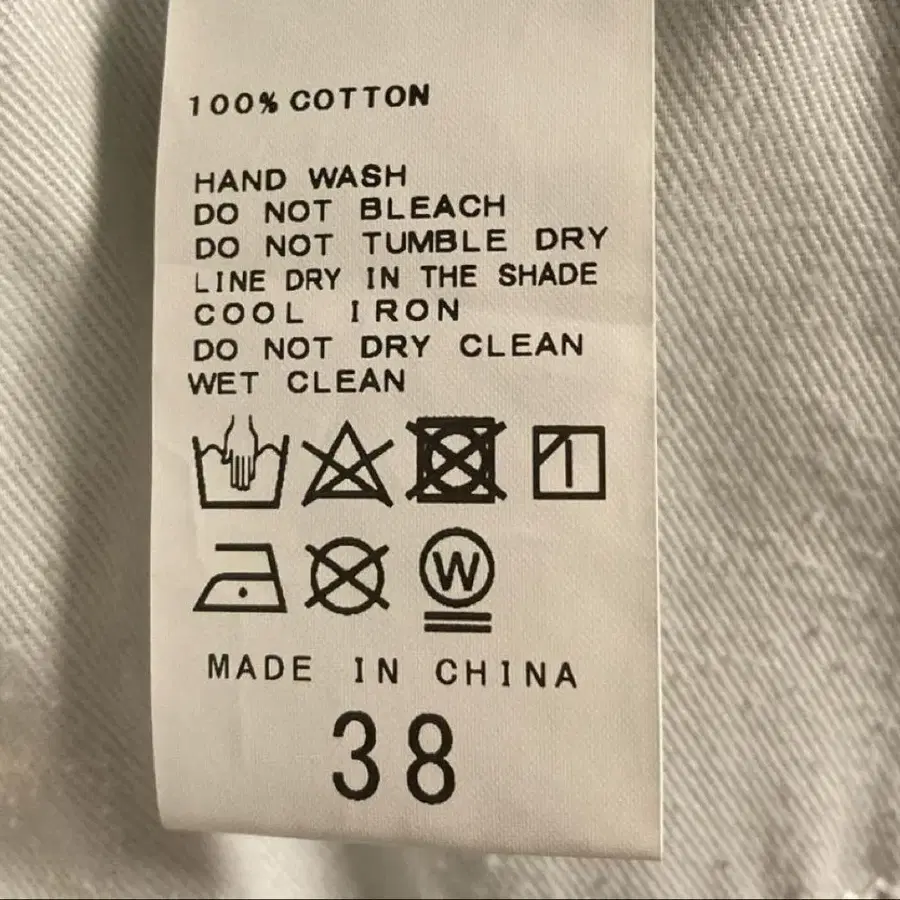 100% COTTON
HAND WASH
DO NOT BLEACH
DO NOT TUMBLE DRY
LINE DRY IN THE SHADE
COOL IRON
DO NOT DRY CLEAN
WET CLEAN
W
MADE IN CHINA
38